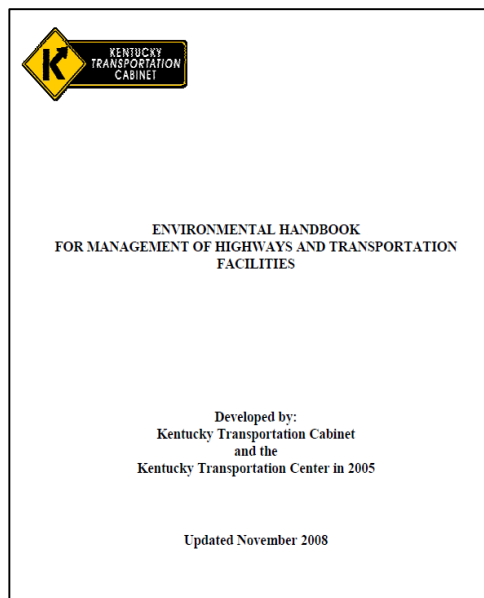 K
KENTUCKY
TRANSPORTATION
CABINET
ENVIRONMENTAL HANDBOOK
FOR MANAGEMENT OF HIGHWAYS AND TRANSPORTATION
FACILITIES
Developed by:
Kentucky Transportation Cabinet
and the
Kentucky Transportation Center in 2005
Updated November 2008